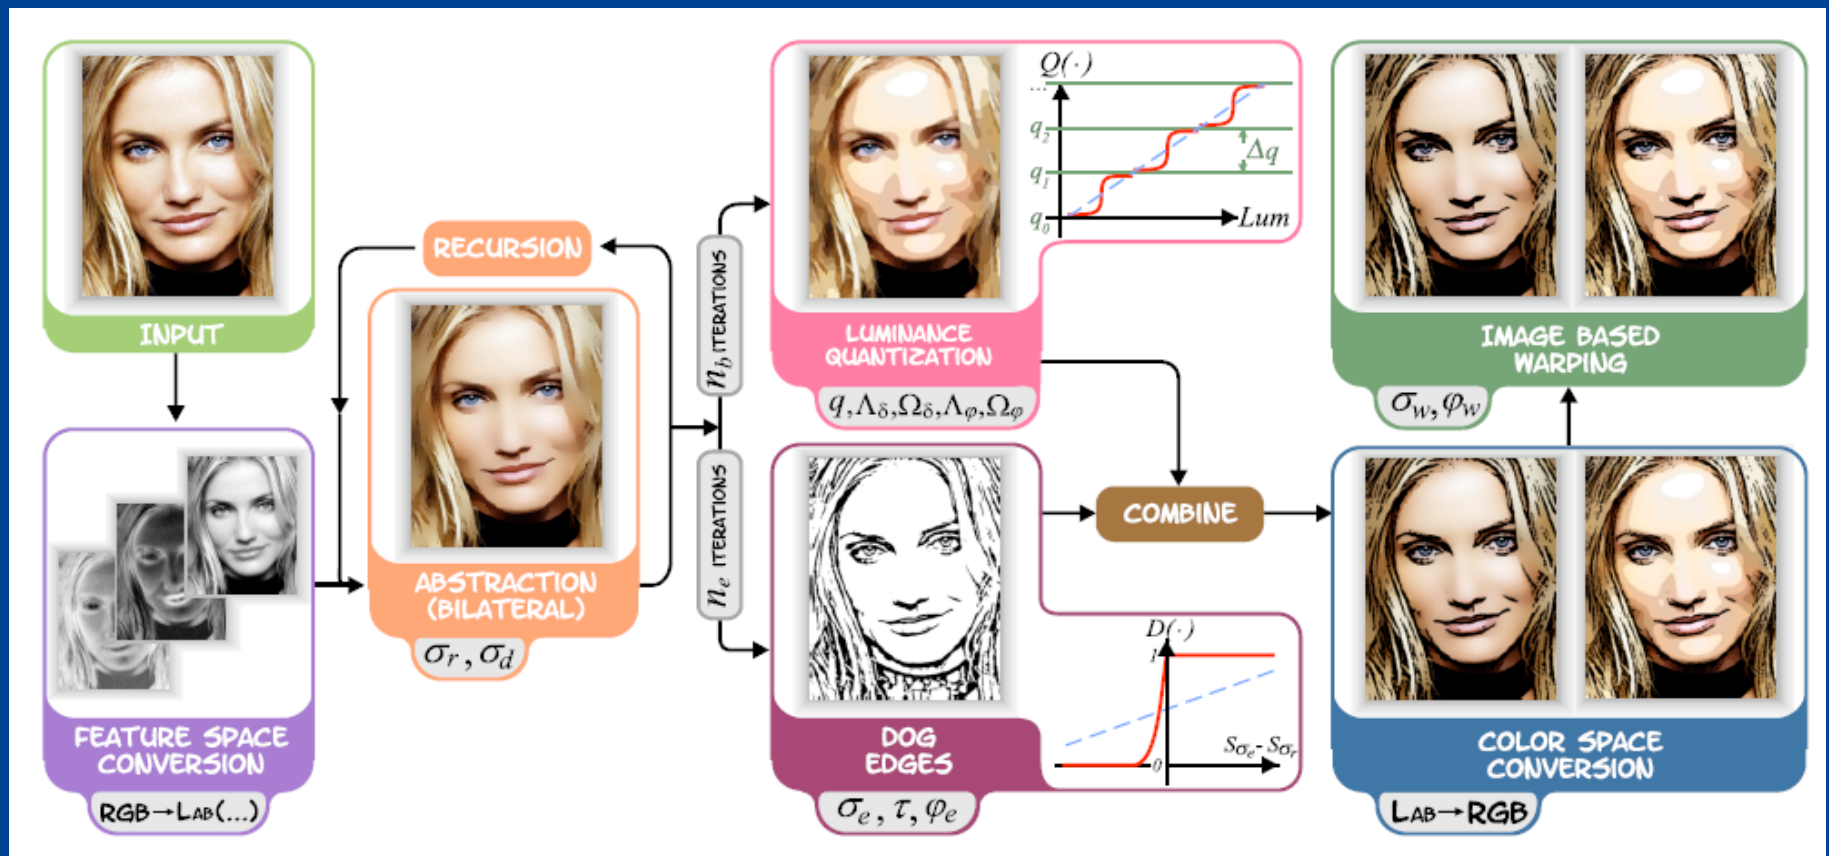 INPUT
FEATURE SPACE
CONVERSION
RGB→LAB(...)
RECURSION
ABSTRACTION
(BILATERAL)
σr, σd
nb ITERATIONS
ne ITERATIONS
LUMINANCE
QUANTIZATION
q,Λδ,Ωδ,Λφ,Ωφ
Q(·)
...
q2
Δq
q1
q0
Lum
DOG
EDGES
σe, τ, φe
D(·)
1
Sσe-Sσr
0
COMBINE
IMAGE BASED
WARPING
σw, φw
COLOR SPACE
CONVERSION
LAB→RGB